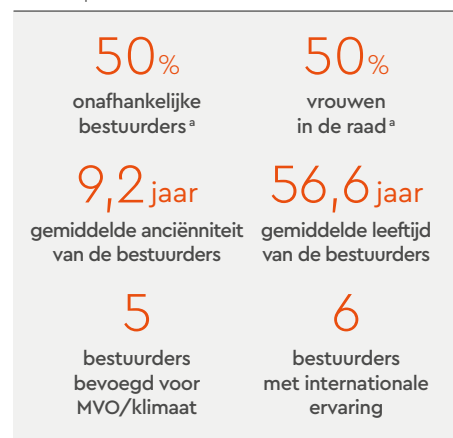 50% 50%
onafhankelijke vrouwen
bestuurders ᵃ in de raad ᵃ
9,2 jaar 56,6 jaar
gemiddelde anciënniteit gemiddelde leeftijd
van de bestuurders van de bestuurders
5 6
bestuurders bestuurders
bevoegd voor met internationale
MVO/klimaat ervaring